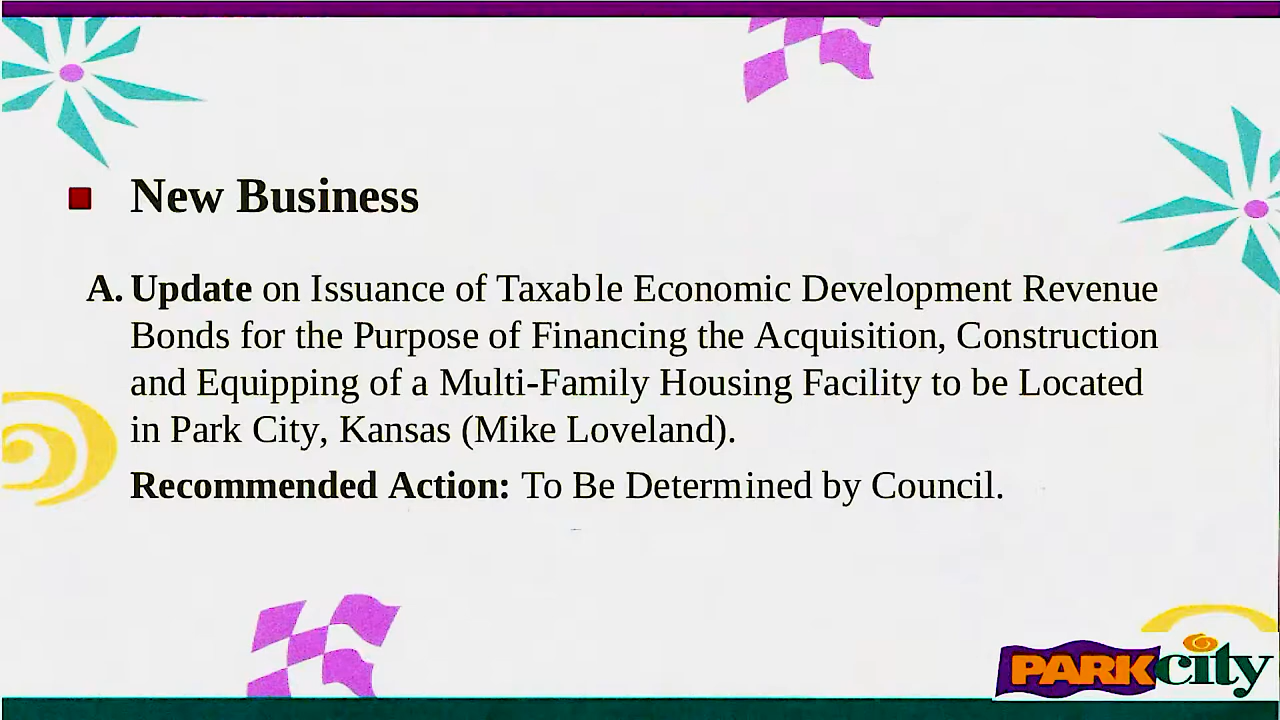 New Business
A. Update on Issuance of Taxable Economic Development Revenue
Bonds for the Purpose of Financing the Acquisition, Construction
and Equipping of a Multi-Family Housing Facility to be Located
in Park City, Kansas (Mike Loveland).
Recommended Action: To Be Determined by Council.
PARK city